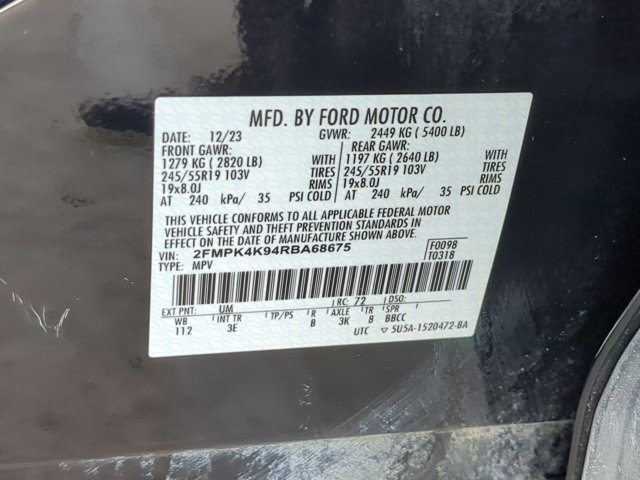 MFD. BY FORD MOTOR CO.
DATE: 12/23 GVWR: 2449 KG ( 5400 LB)
FRONT GAWR: REAR GAWR:
1279 KG ( 2820 LB) WITH 1197 KG ( 2640 LB) WITH
245/55R19 103V TIRES 245/55R19 103V TIRES
19x8.0J RIMS 19x8.0J RIMS
AT 240 kPa/ 35 PSI COLD AT 240 kPa/ 35 PSI COLD
THIS VEHICLE CONFORMS TO ALL APPLICABLE FEDERAL MOTOR
VEHICLE SAFETY AND THEFT PREVENTION STANDARDS IN
EFFECT ON THE DATE OF MANUFACTURE SHOWN ABOVE.
VIN: 2FMPK4K94RBA68675 F0098
TYPE: MPV T0318
EXT PNT: UM RC: 72 DSO:
WB INT TR TP/PS R AXLE TR SPR
112 3E B 3K 8 BBCC
UTC ▽ 5U5A-1520472-BA